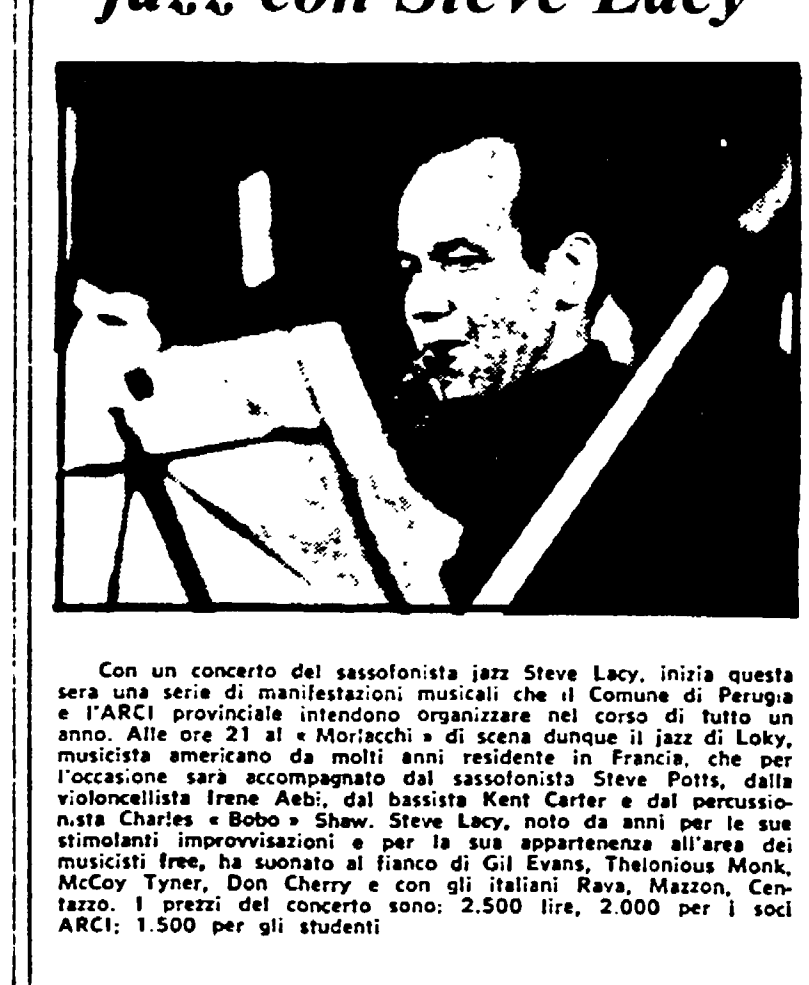 jazz con Steve Lacy
Con un concerto del sassofonista jazz Steve Lacy, inizia questa
sera una serie di manifestazioni musicali che il Comune di Perugia
e l'ARCI provinciale intendono organizzare nel corso di tutto un
anno. Alle ore 21 al « Morlacchi » di scena dunque il jazz di Loky,
musicista americano da molti anni residente in Francia, che per
l'occasione sarà accompagnato dal sassofonista Steve Potts, dalla
violoncellista Irene Aebi, dal bassista Kent Carter e dal percussio-
nista Charles « Bobo » Shaw. Steve Lacy, noto da anni per le sue
stimolanti improvvisazioni e per la sua appartenenza all'area dei
musicisti free, ha suonato al fianco di Gil Evans, Thelonious Monk,
McCoy Tyner, Don Cherry e con gli italiani Rava, Mazzon, Cen-
tazzo. I prezzi del concerto sono: 2.500 lire, 2.000 per i soci
ARCI; 1.500 per gli studenti